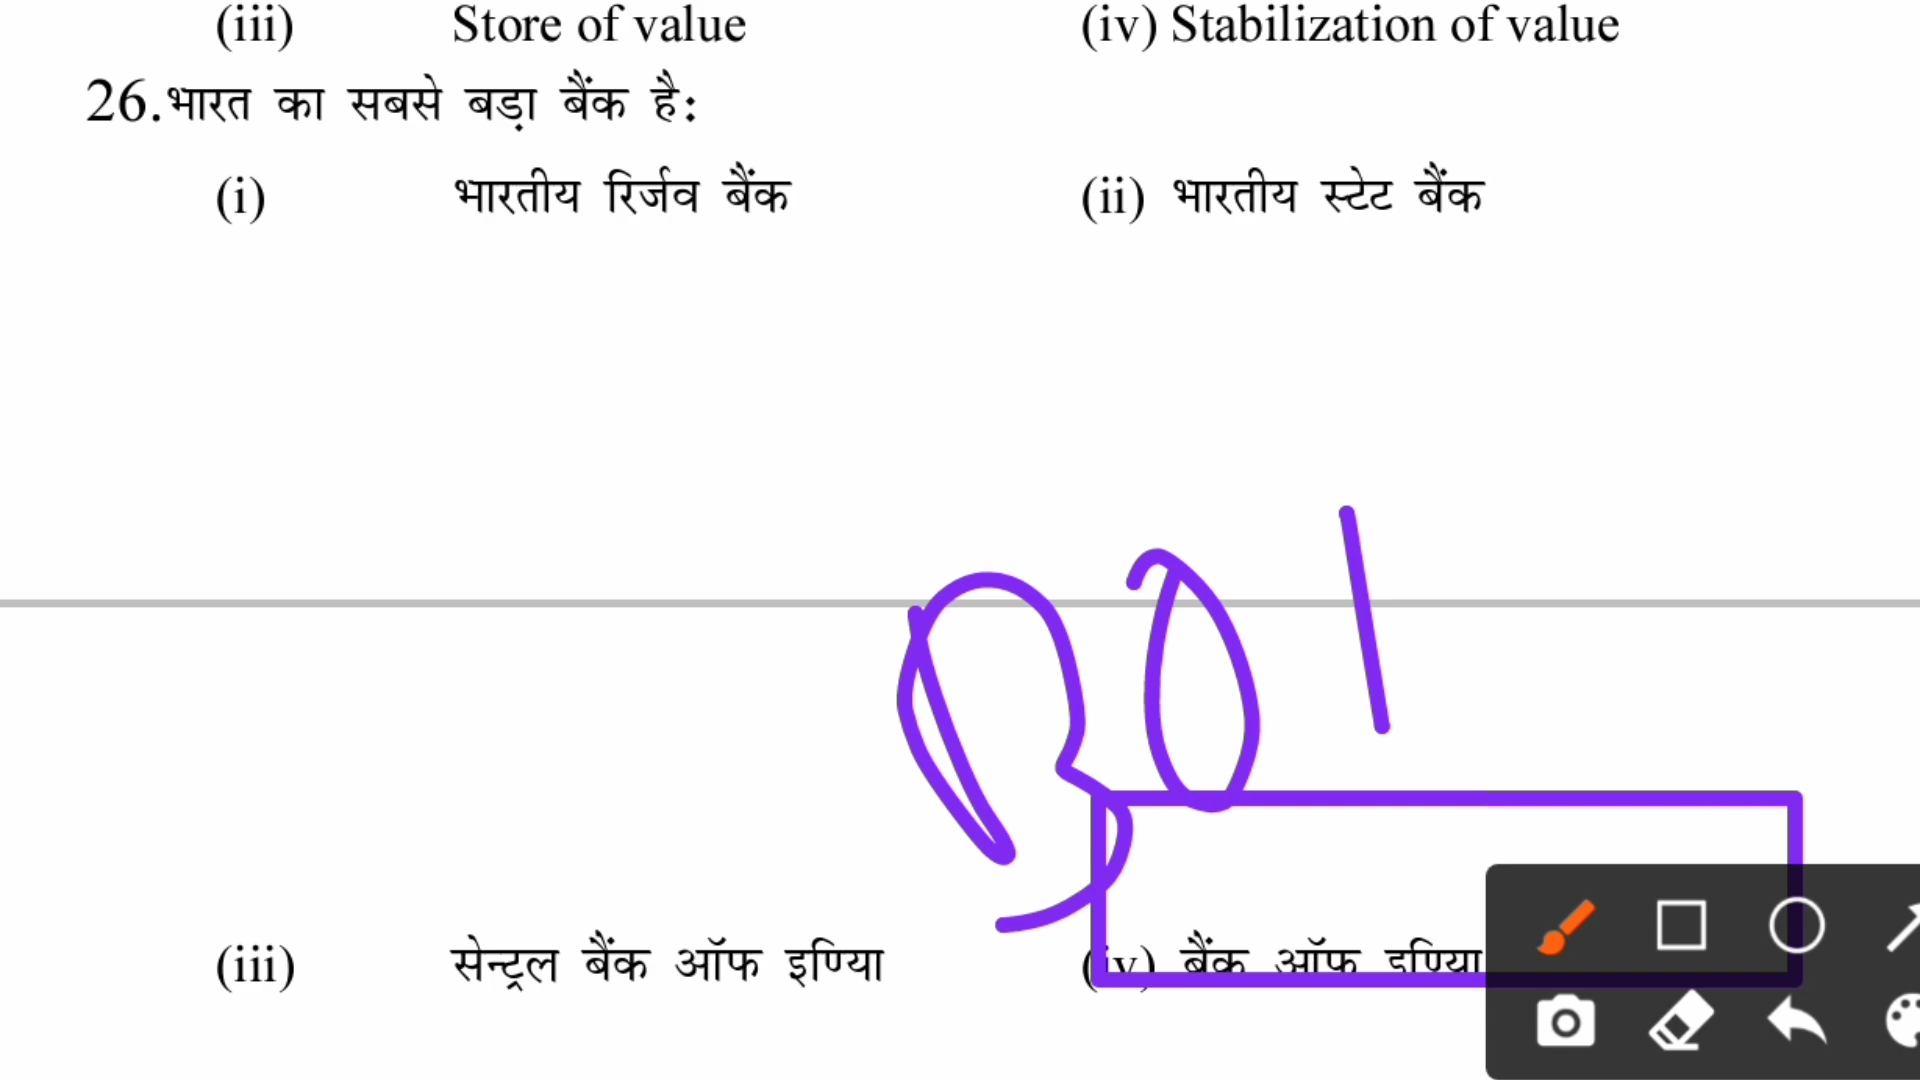 (iii) Store of value (iv) Stabilization of value
26.भारत का सबसे बड़ा बैंक है:
(i) भारतीय रिर्जव बैंक (ii) भारतीय स्टेट बैंक
BOI
(iii) सेन्ट्रल बैंक ऑफ इण्यिा (iv) बैंक ऑफ इण्यिा